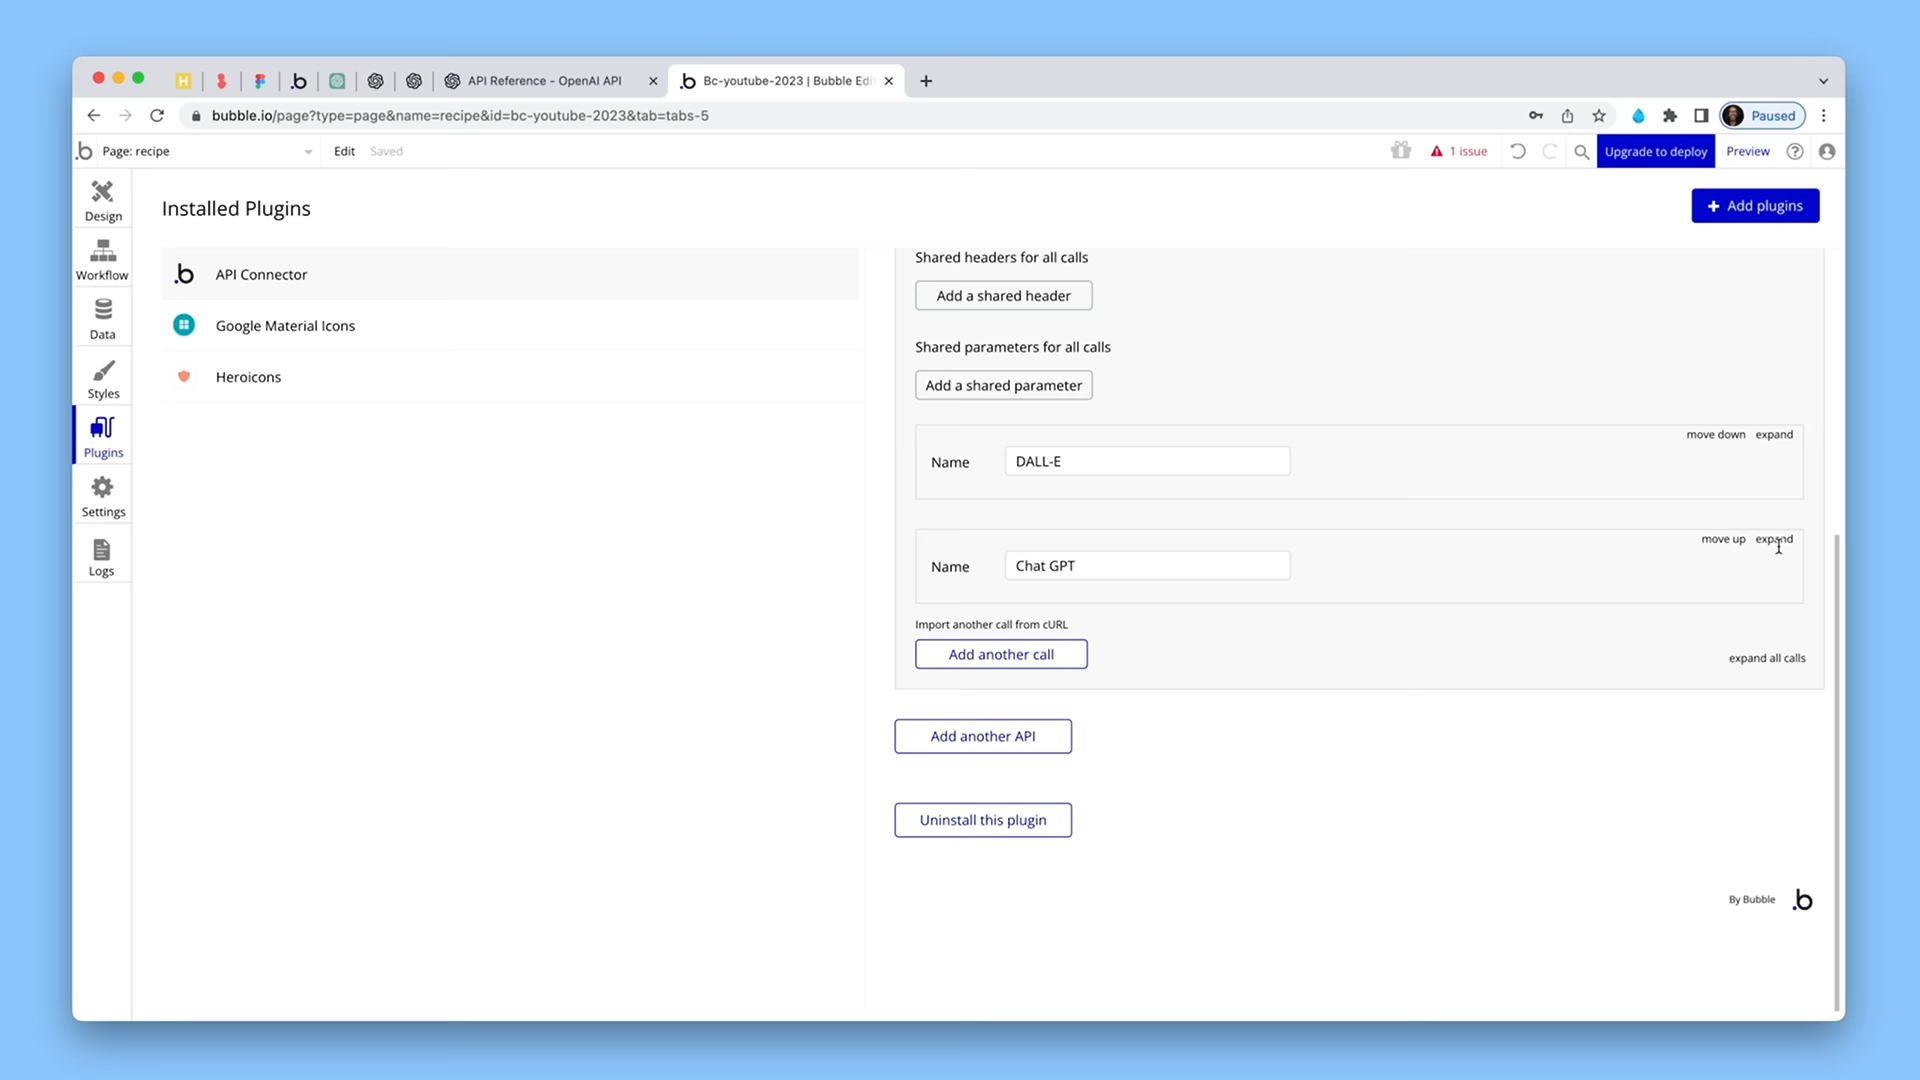 API Reference - OpenAI API
Bc-youtube-2023 | Bubble Edi
bubble.io/page?type=page&name=recipe&id=bc-youtube-2023&tab=tabs-5
Paused
Page: recipe
Edit
Saved
1 issue
Upgrade to deploy
Preview
Design
Workflow
Data
Styles
Plugins
Settings
Logs
Installed Plugins
+ Add plugins
API Connector
Google Material Icons
Heroicons
Shared headers for all calls
Add a shared header
Shared parameters for all calls
Add a shared parameter
move down expand
Name DALL-E
move up expand
Name Chat GPT
Import another call from cURL
Add another call
expand all calls
Add another API
Uninstall this plugin
By Bubble .b